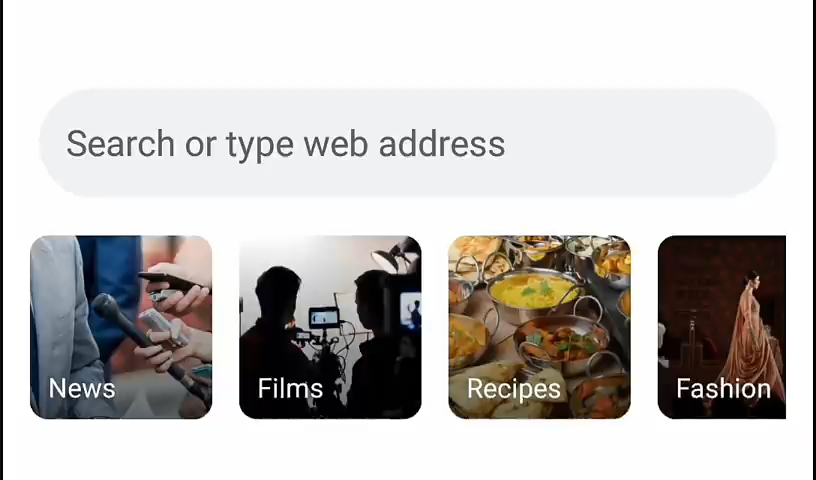 Search or type web address
News
Films
Recipes
Fashion